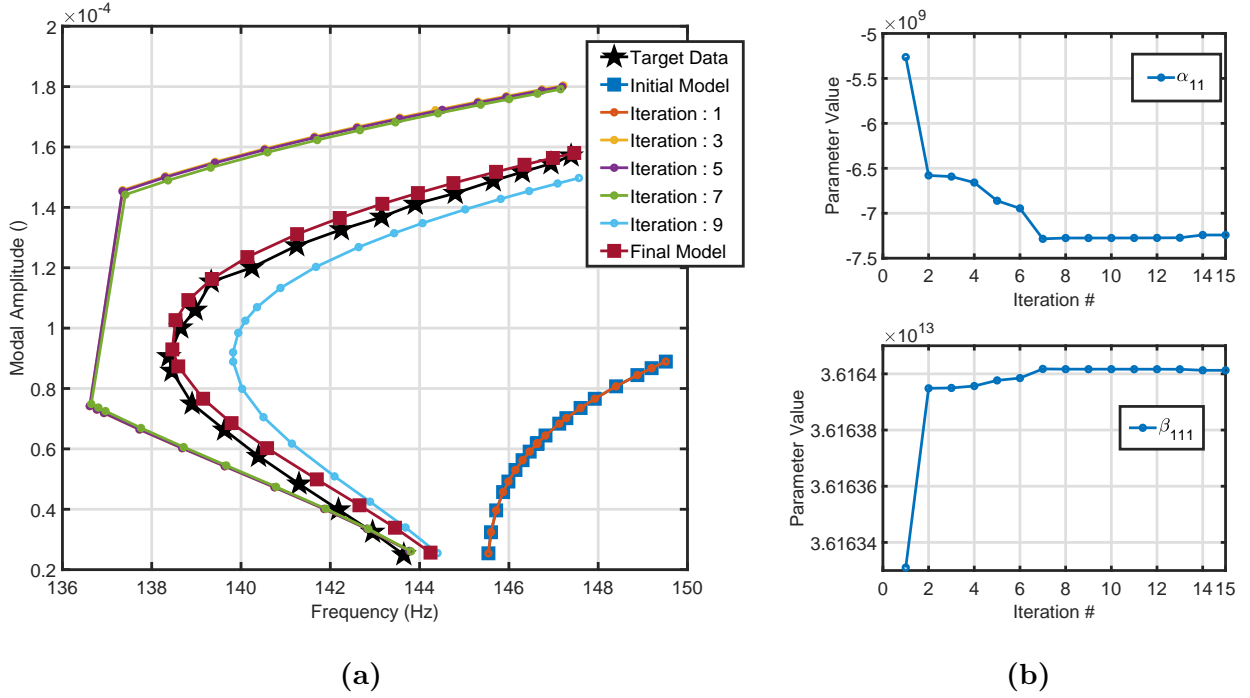 ×10⁻⁴
2
1.8
1.6
1.4
1.2
1
0.8
0.6
0.4
0.2
Modal Amplitude ()
136 138 140 142 144 146 148 150
Frequency (Hz)
Target Data
Initial Model
Iteration : 1
Iteration : 3
Iteration : 5
Iteration : 7
Iteration : 9
Final Model
(a)
×10⁹
-5
-5.5
-6
-6.5
-7
-7.5
Parameter Value
α₁₁
0 2 4 6 8 10 12 14 15
Iteration #
×10¹³
3.6164
3.61638
3.61636
3.61634
Parameter Value
β₁₁₁
0 2 4 6 8 10 12 14 15
Iteration #
(b)